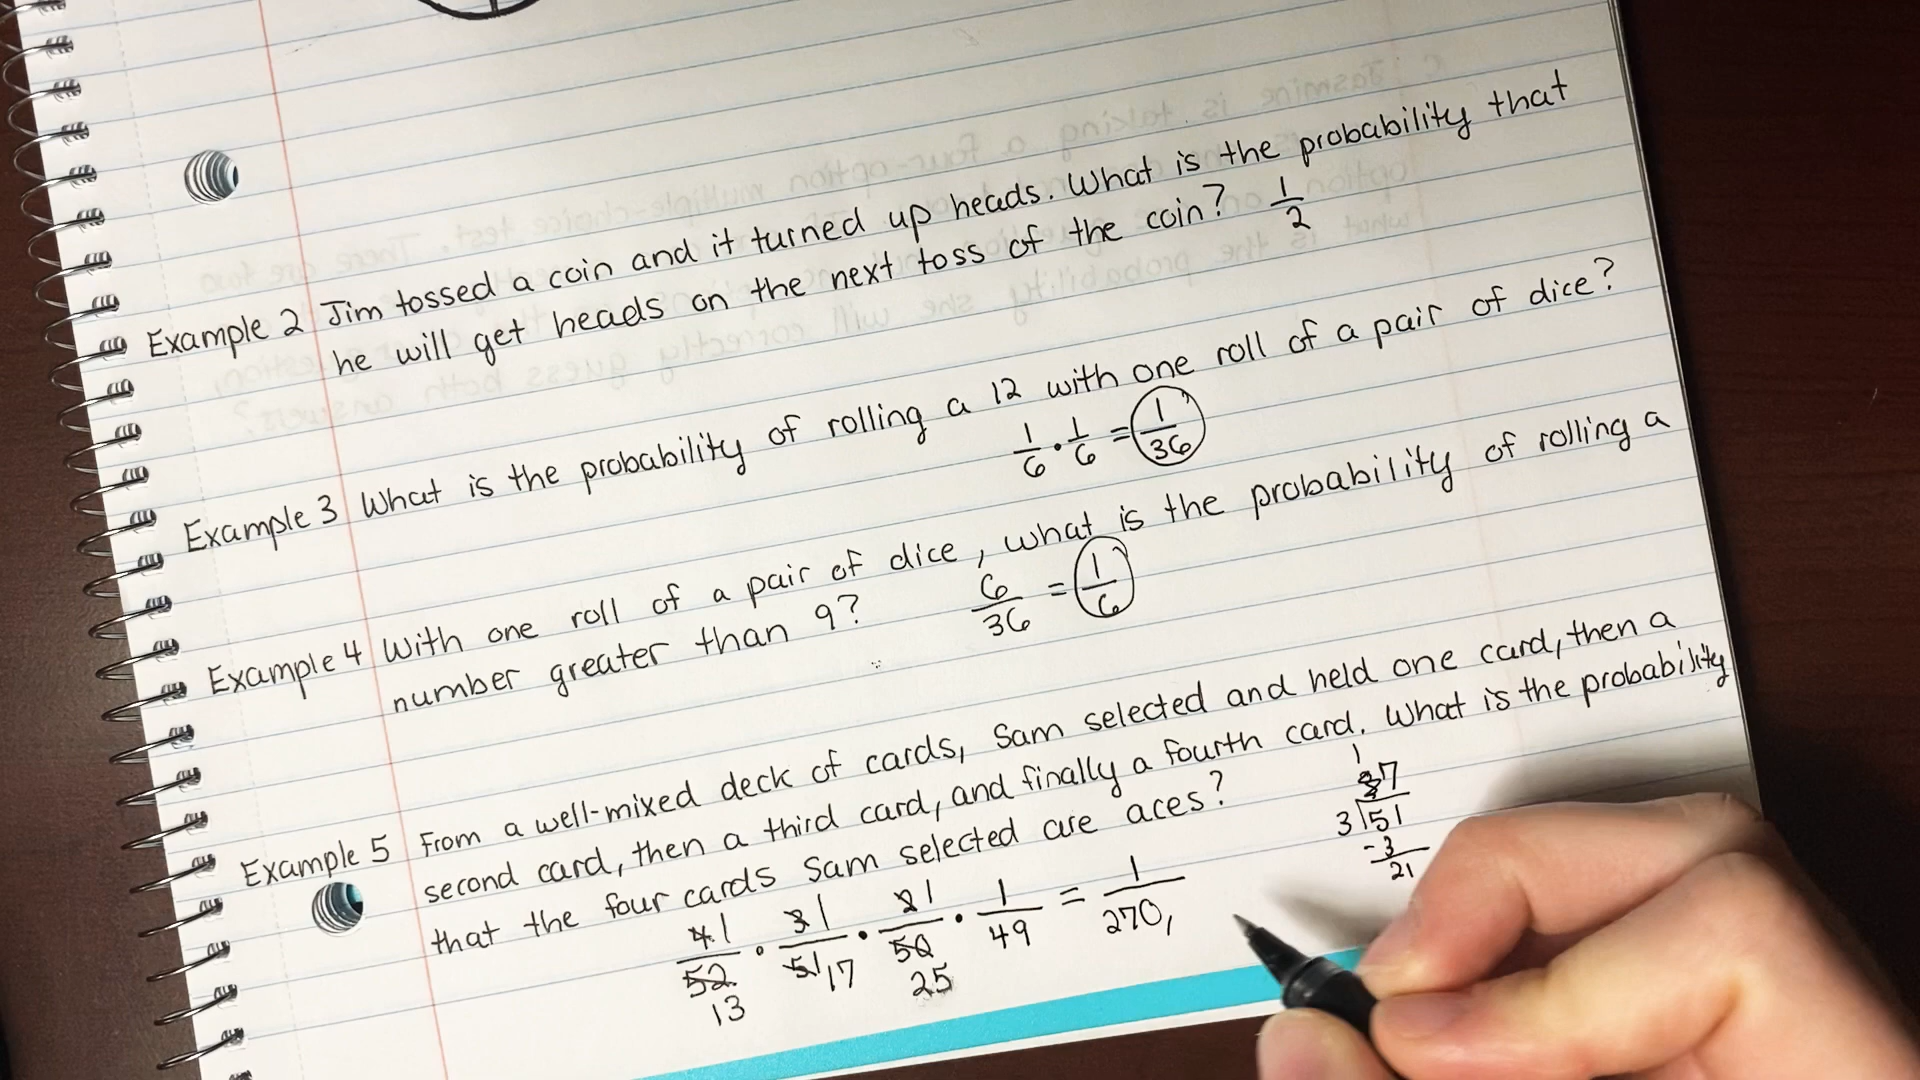 Example 2 Jim tossed a coin and it turned up heads. What is the probability that
he will get heads on the next toss of the coin? 1/2
Example 3 What is the probability of rolling a 12 with one roll of a pair of dice?
1/6 · 1/6 = 1/36
Example 4 With one roll of a pair of dice, what is the probability of rolling a
number greater than 9? 6/36 = 1/6
Example 5 From a well-mixed deck of cards, Sam selected and held one card, then a
second card, then a third card, and finally a fourth card. What is the probability
that the four cards Sam selected are aces?
4 1/52 13 · 3 1/51 17 · 2 1/50 25 · 1/49 = 1/270,
1
7
3 51
-3
21